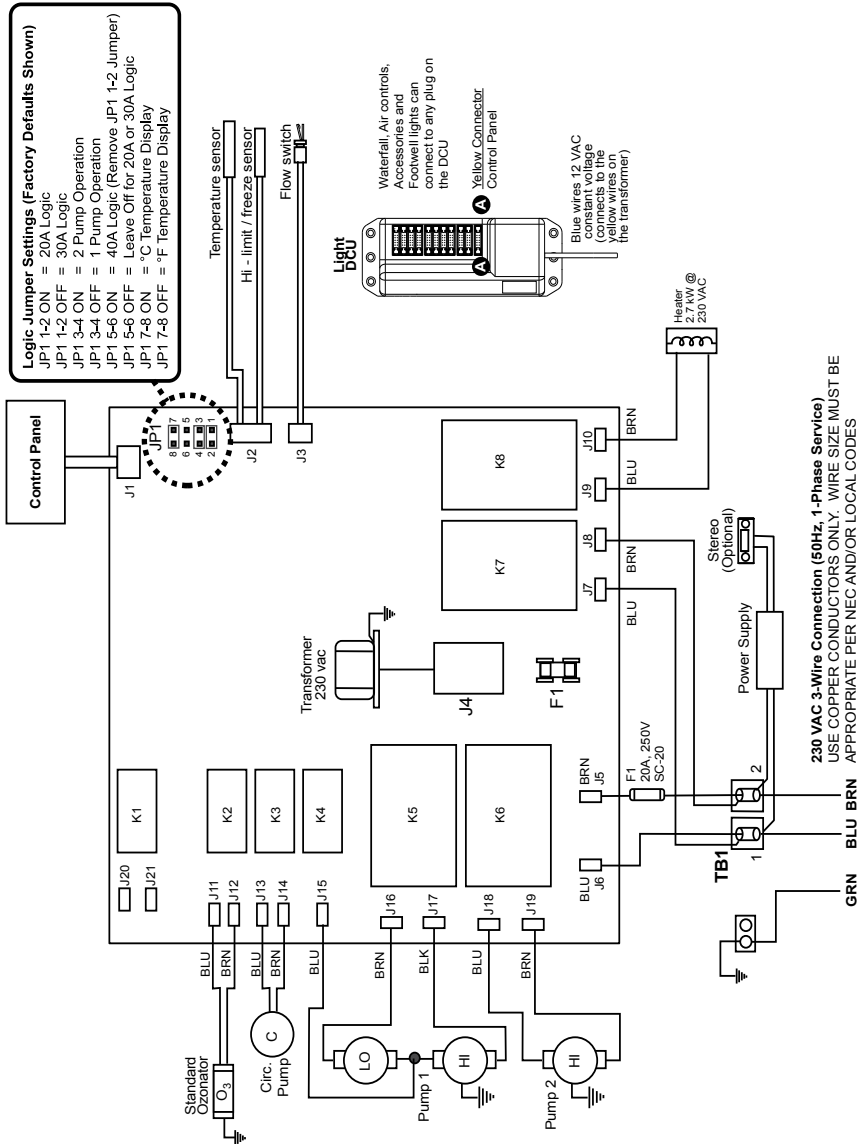 Logic Jumper Settings (Factory Defaults Shown)
JP1 1-2 ON = 20A Logic
JP1 1-2 OFF = 30A Logic
JP1 3-4 ON = 2 Pump Operation
JP1 3-4 OFF = 1 Pump Operation
JP1 5-6 ON = 40A Logic (Remove JP1 1-2 Jumper)
JP1 5-6 OFF = Leave Off for 20A or 30A Logic
JP1 7-8 ON = °C Temperature Display
JP1 7-8 OFF = °F Temperature Display
Control Panel
J1
JP1
8 7
6 5
4 3
2 1
J2
J3
Temperature sensor
Hi - limit / freeze sensor
Flow switch
Light
DCU
A
A
Waterfall, Air controls,
Accessories and
Footwell lights can
connect to any plug on
the DCU
Yellow Connector
Control Panel
Blue wires 12 VAC
constant voltage
(connects to the
yellow wires on
the transformer)
Transformer
230 vac
J4
F1
K1
K2
K3
K4
K5
K6
K7
K8
J20
J21
J11
J12
J13
J14
J15
J16
J17
J18
J19
BLU
BRN
BLU
BRN
BLU
BRN
BLK
BLU
BRN
Standard
Ozonator
O3
Circ.
Pump
C
LO
HI
Pump 1
HI
Pump 2
BLU
J6
BRN
J5
F1
20A, 250V
SC-20
J7
J8
BLU
BRN
J9
J10
BLU
BRN
Heater
2.7 kW @
230 VAC
TB1
1
2
Power Supply
Stereo
(Optional)
GRN
BLU
BRN
230 VAC 3-Wire Connection (50Hz, 1-Phase Service)
USE COPPER CONDUCTORS ONLY. WIRE SIZE MUST BE
APPROPRIATE PER NEC AND/OR LOCAL CODES